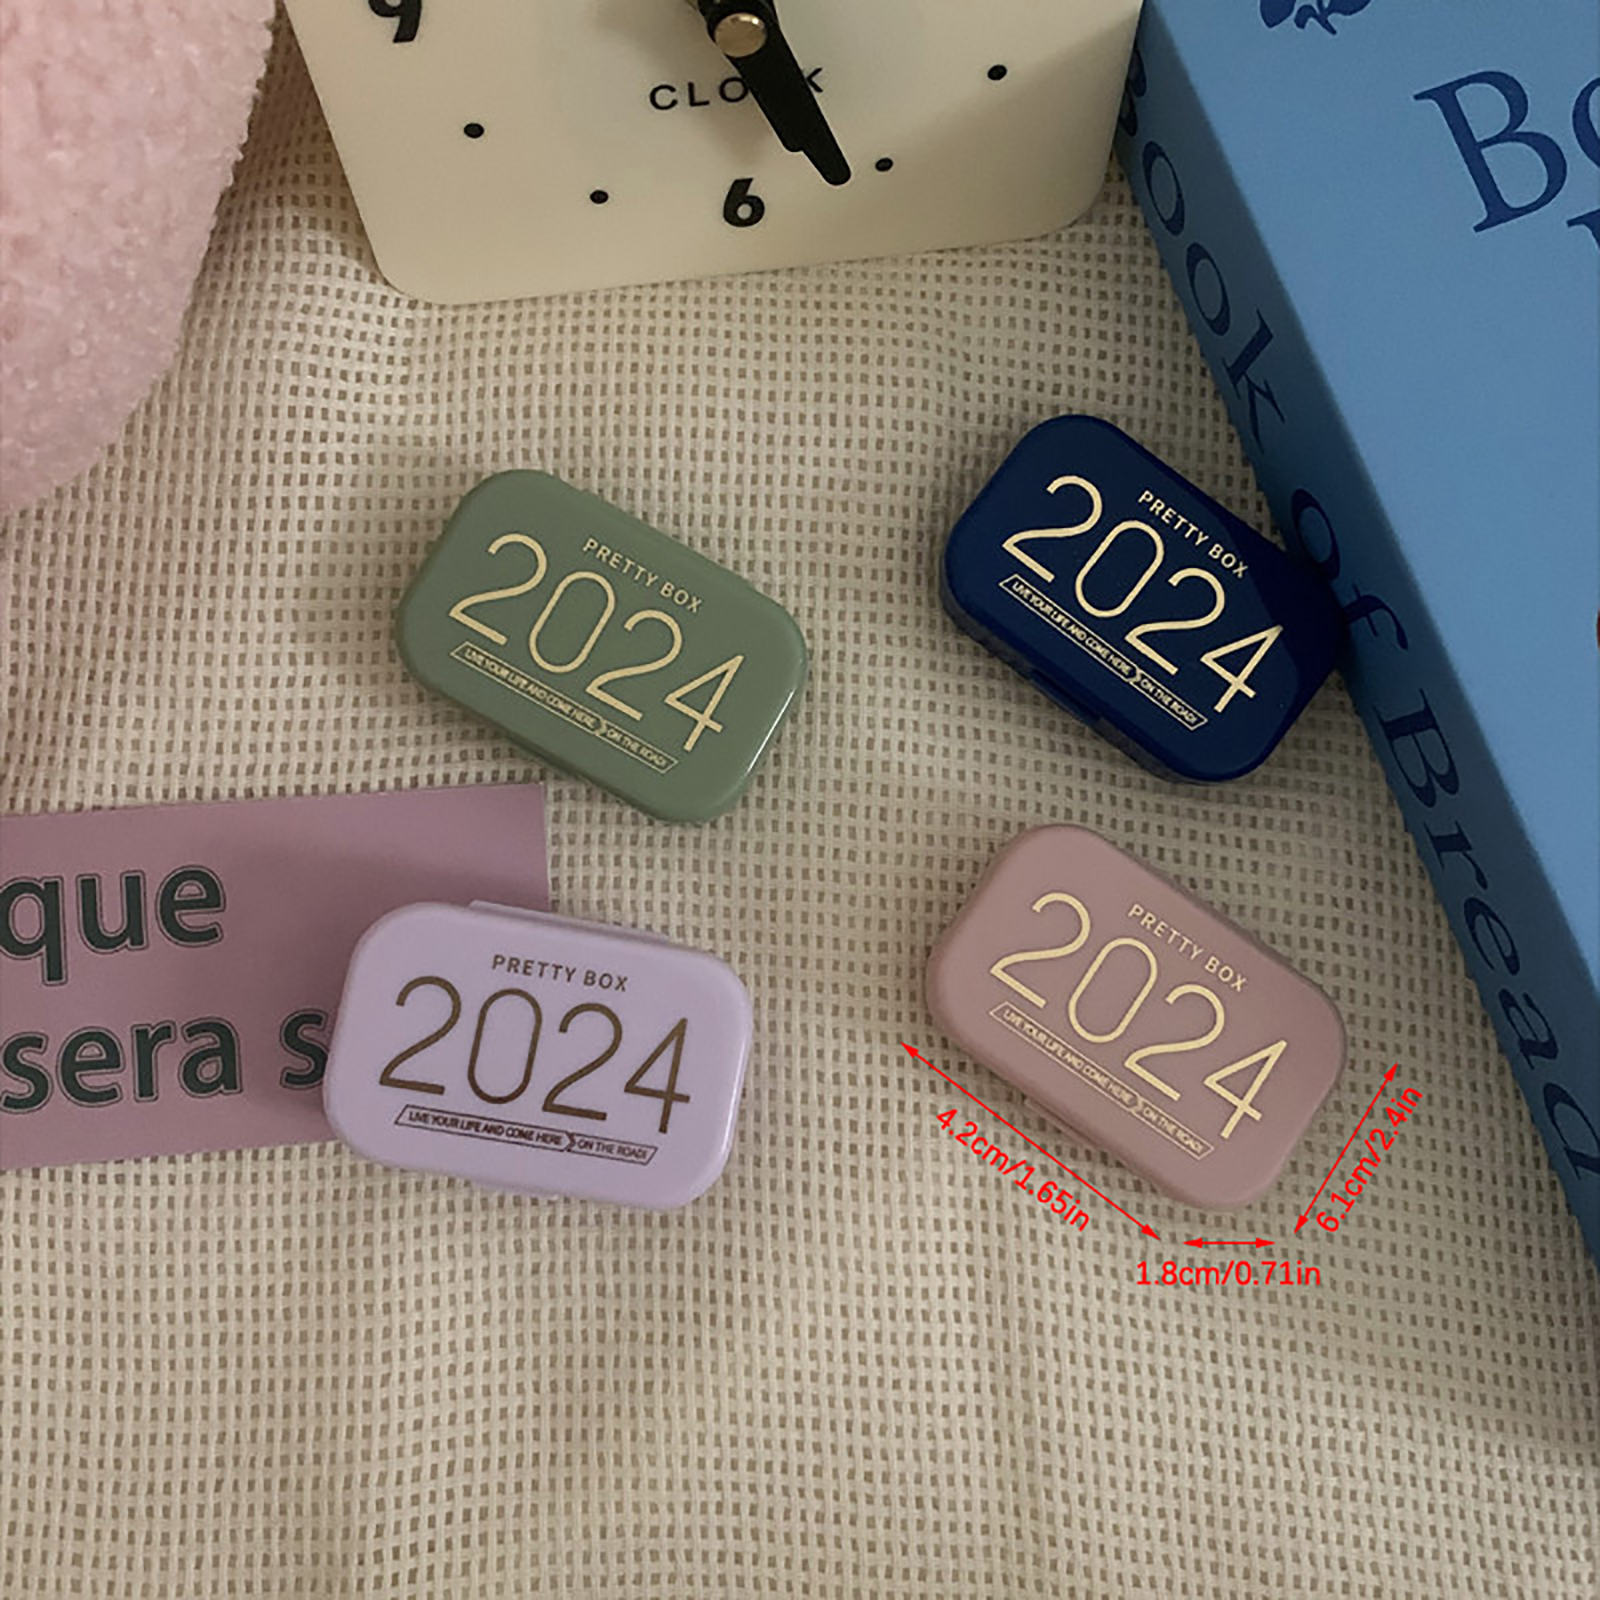 9
CLOCK
6
Book of Bread
PRETTY BOX
2024
LIVE YOUR LIFE AND COME HERE ON THE ROAD!
PRETTY BOX
2024
LIVE YOUR LIFE AND COME HERE ON THE ROAD!
que
sera s
PRETTY BOX
2024
LIVE YOUR LIFE AND COME HERE ON THE ROAD!
PRETTY BOX
2024
LIVE YOUR LIFE AND COME HERE ON THE ROAD!
4.2cm/1.65in
6.1cm/2.4in
1.8cm/0.71in